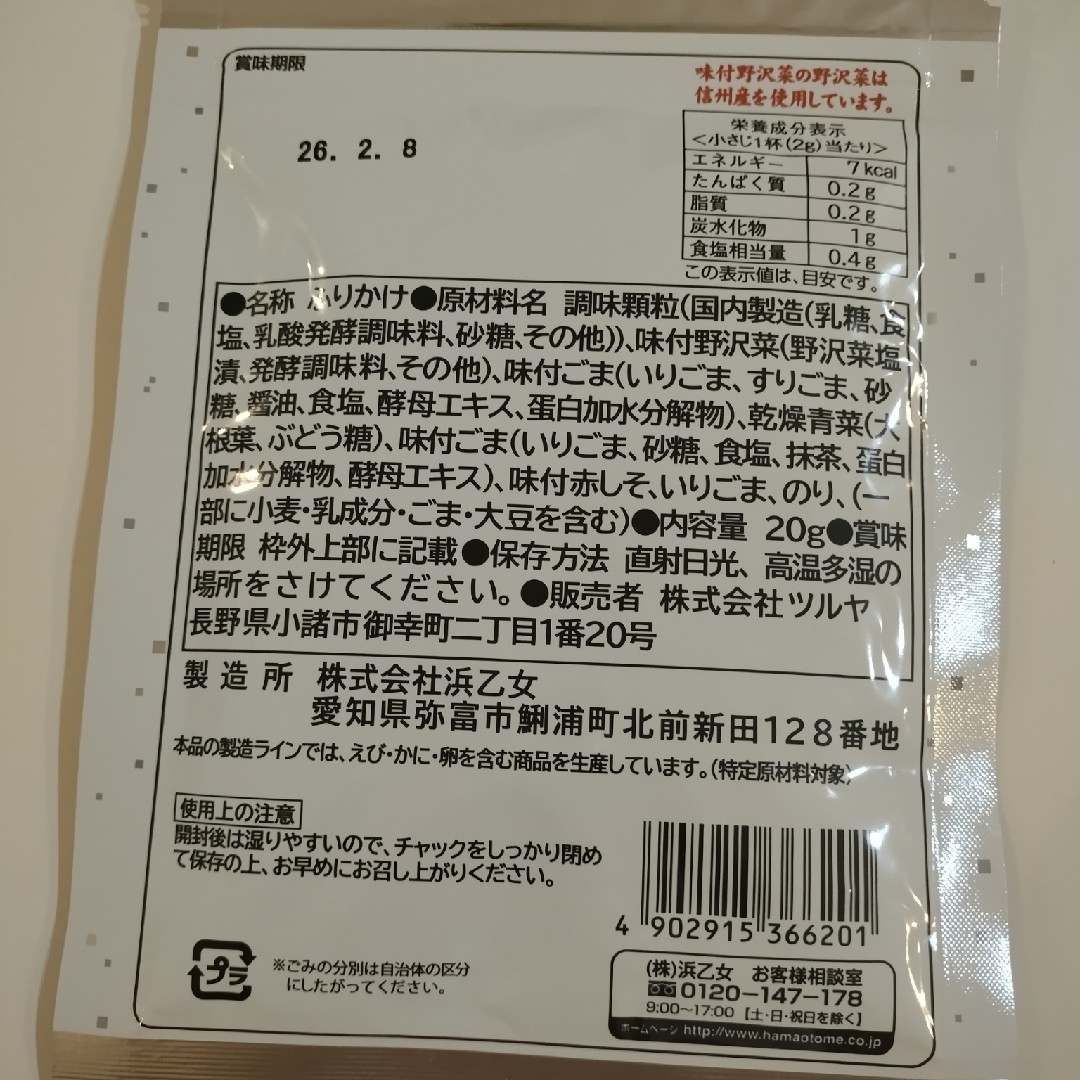 賞味期限
26. 2. 8
味付野沢菜の野沢菜は
信州産を使用しています。
栄養成分表示
<小さじ1杯(2g)当たり>
エネルギー 7kcal
たんぱく質 0.2g
脂質 0.2g
炭水化物 1g
食塩相当量 0.4g
この表示値は、目安です。
●名称 ふりかけ●原材料名 調味顆粒(国内製造(乳糖、食
塩、乳酸発酵調味料、砂糖、その他))、味付野沢菜(野沢菜塩
漬、発酵調味料、その他)、味付ごま(いりごま、すりごま、砂
糖、醤油、食塩、酵母エキス、蛋白加水分解物)、乾燥青菜(大
根葉、ぶどう糖)、味付ごま(いりごま、砂糖、食塩、抹茶、蛋白
加水分解物、酵母エキス)、味付赤しそ、いりごま、のり、(一
部に小麦・乳成分・ごま・大豆を含む)●内容量 20g●賞味
期限 枠外上部に記載●保存方法 直射日光、高温多湿の
場所をさけてください。●販売者 株式会社ツルヤ
長野県小諸市御幸町二丁目1番20号
製造所 株式会社浜乙女
愛知県弥富市鯏浦町北前新田128番地
本品の製造ラインでは、えび・かに・卵を含む商品を生産しています。(特定原材料対象)
使用上の注意
開封後は湿りやすいので、チャックをしっかり閉め
て保存の上、お早めにお召し上がりください。
4 902915 366201
プラ
※ごみの分別は自治体の区分
にしたがってください。
(株)浜乙女 お客様相談室
0120-147-178
9:00~17:00 【土・日・祝日を除く】
ホームページ http://www.hamaotome.co.jp